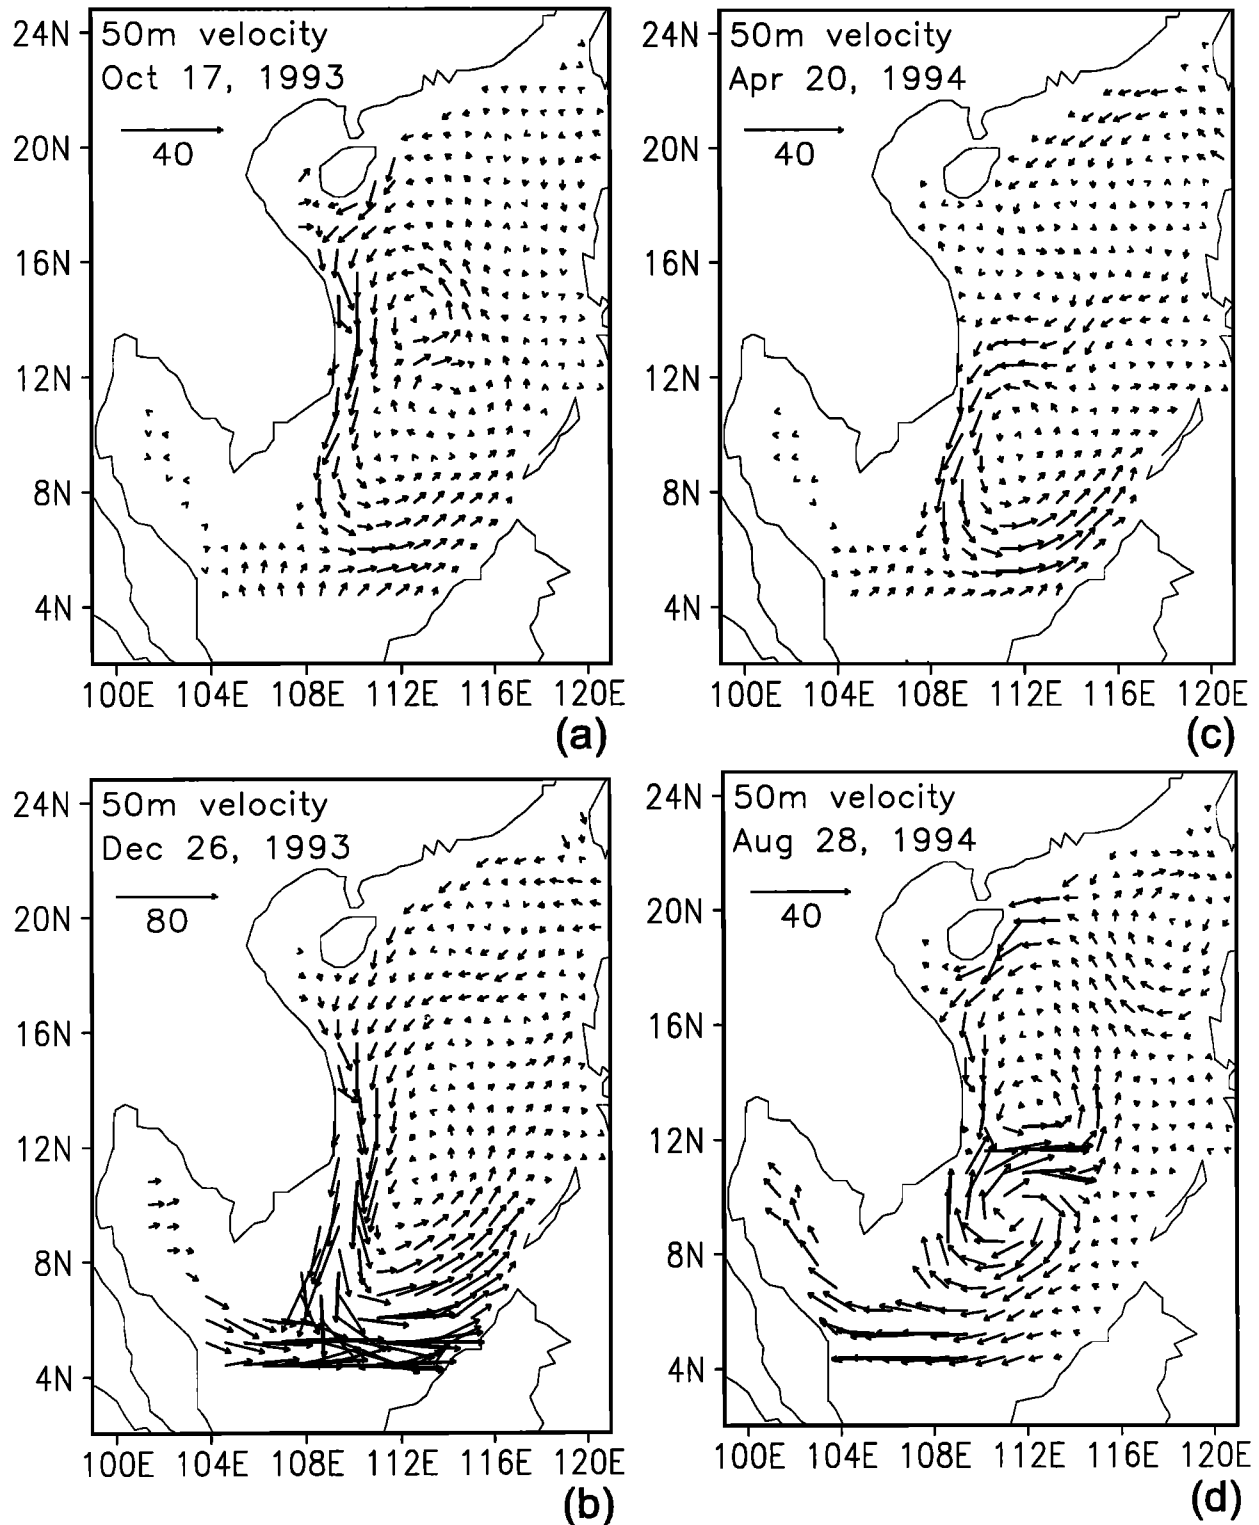 50m velocity
Oct 17, 1993
40
24N
20N
16N
12N
8N
4N
100E 104E 108E 112E 116E 120E
(a)
50m velocity
Apr 20, 1994
40
24N
20N
16N
12N
8N
4N
100E 104E 108E 112E 116E 120E
(c)
50m velocity
Dec 26, 1993
80
24N
20N
16N
12N
8N
4N
100E 104E 108E 112E 116E 120E
(b)
50m velocity
Aug 28, 1994
40
24N
20N
16N
12N
8N
4N
100E 104E 108E 112E 116E 120E
(d)